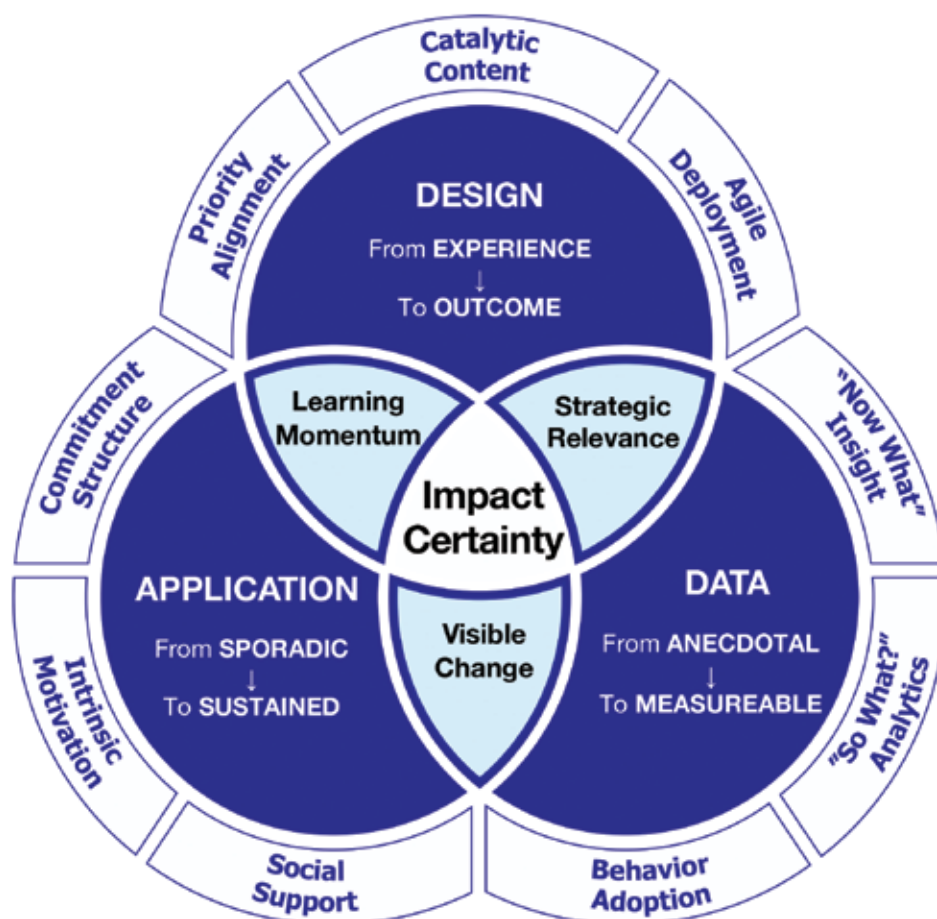 Catalytic
Content
Priority
Alignment
Agile
Deployment
DESIGN
From EXPERIENCE
↓
To OUTCOME
Commitment
Structure
Learning
Momentum
Strategic
Relevance
"Now What"
Insight
Impact
Certainty
APPLICATION
From SPORADIC
↓
To SUSTAINED
Visible
Change
DATA
From ANECDOTAL
↓
To MEASUREABLE
Intrinsic
Motivation
"So What?"
Analytics
Social
Support
Behavior
Adoption